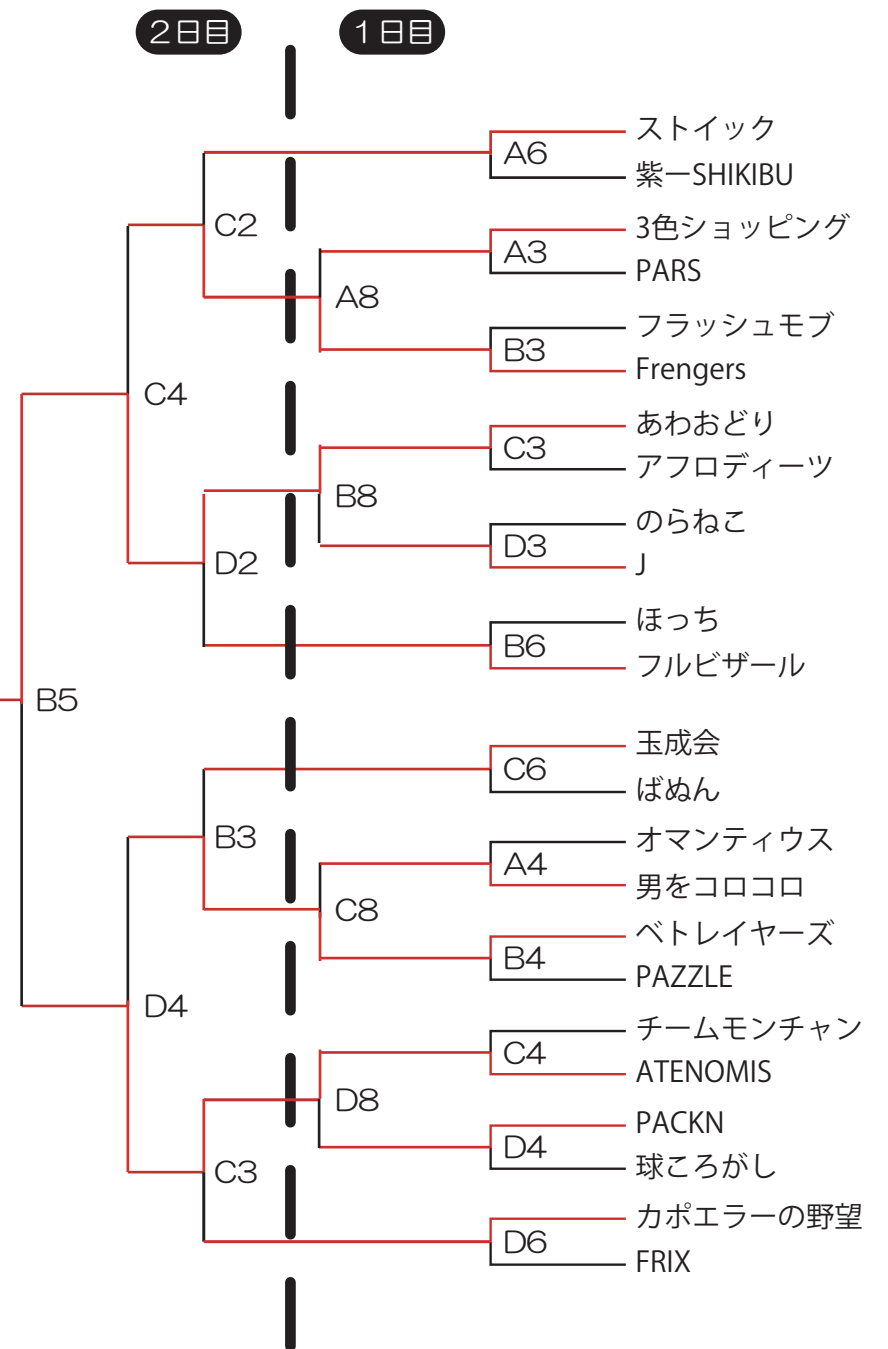 2日目
1日目
ストイック
A6
紫一SHIKIBU
3色ショッピング
C2
A3
PARS
A8
フラッシュモブ
B3
Frengers
C4
あわおどり
C3
アフロディーツ
B8
のらねこ
D3
J
D2
ほっち
B6
フルビザール
B5
玉成会
C6
ばぬん
B3
オマンティウス
A4
男をコロコロ
C8
ベトレイヤーズ
B4
PAZZLE
D4
チームモンチャン
C4
ATENOMIS
D8
PACKN
D4
球ころがし
C3
カポエラーの野望
D6
FRIX